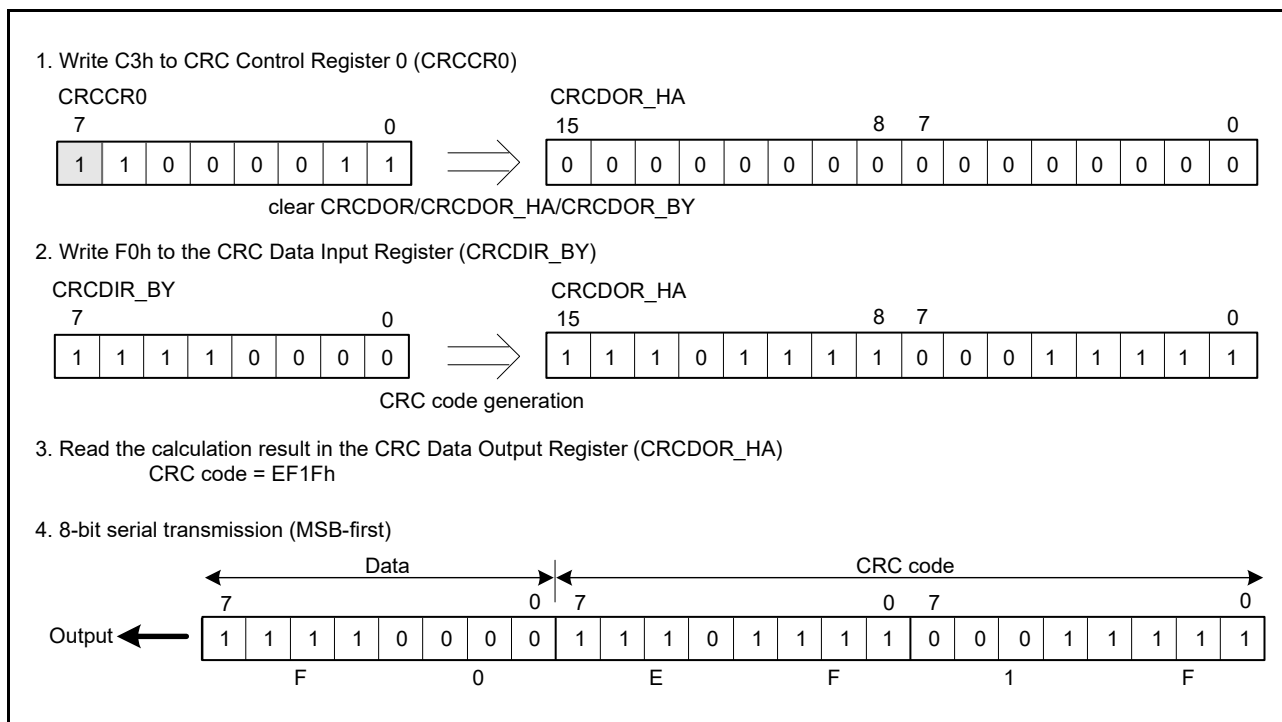 1. Write C3h to CRC Control Register 0 (CRCCR0)
CRCCR0 CRCDOR_HA
7 0 15 8 7 0
1 1 0 0 0 0 1 1 0 0 0 0 0 0 0 0 0 0 0 0 0 0 0 0
clear CRCDOR/CRCDOR_HA/CRCDOR_BY
2. Write F0h to the CRC Data Input Register (CRCDIR_BY)
CRCDIR_BY CRCDOR_HA
7 0 15 8 7 0
1 1 1 1 0 0 0 0 1 1 1 0 1 1 1 1 0 0 0 1 1 1 1 1
CRC code generation
3. Read the calculation result in the CRC Data Output Register (CRCDOR_HA)
CRC code = EF1Fh
4. 8-bit serial transmission (MSB-first)
Data CRC code
7 0 7 0 7 0
Output 1 1 1 1 0 0 0 0 1 1 1 0 1 1 1 1 0 0 0 1 1 1 1 1
F 0 E F 1 F